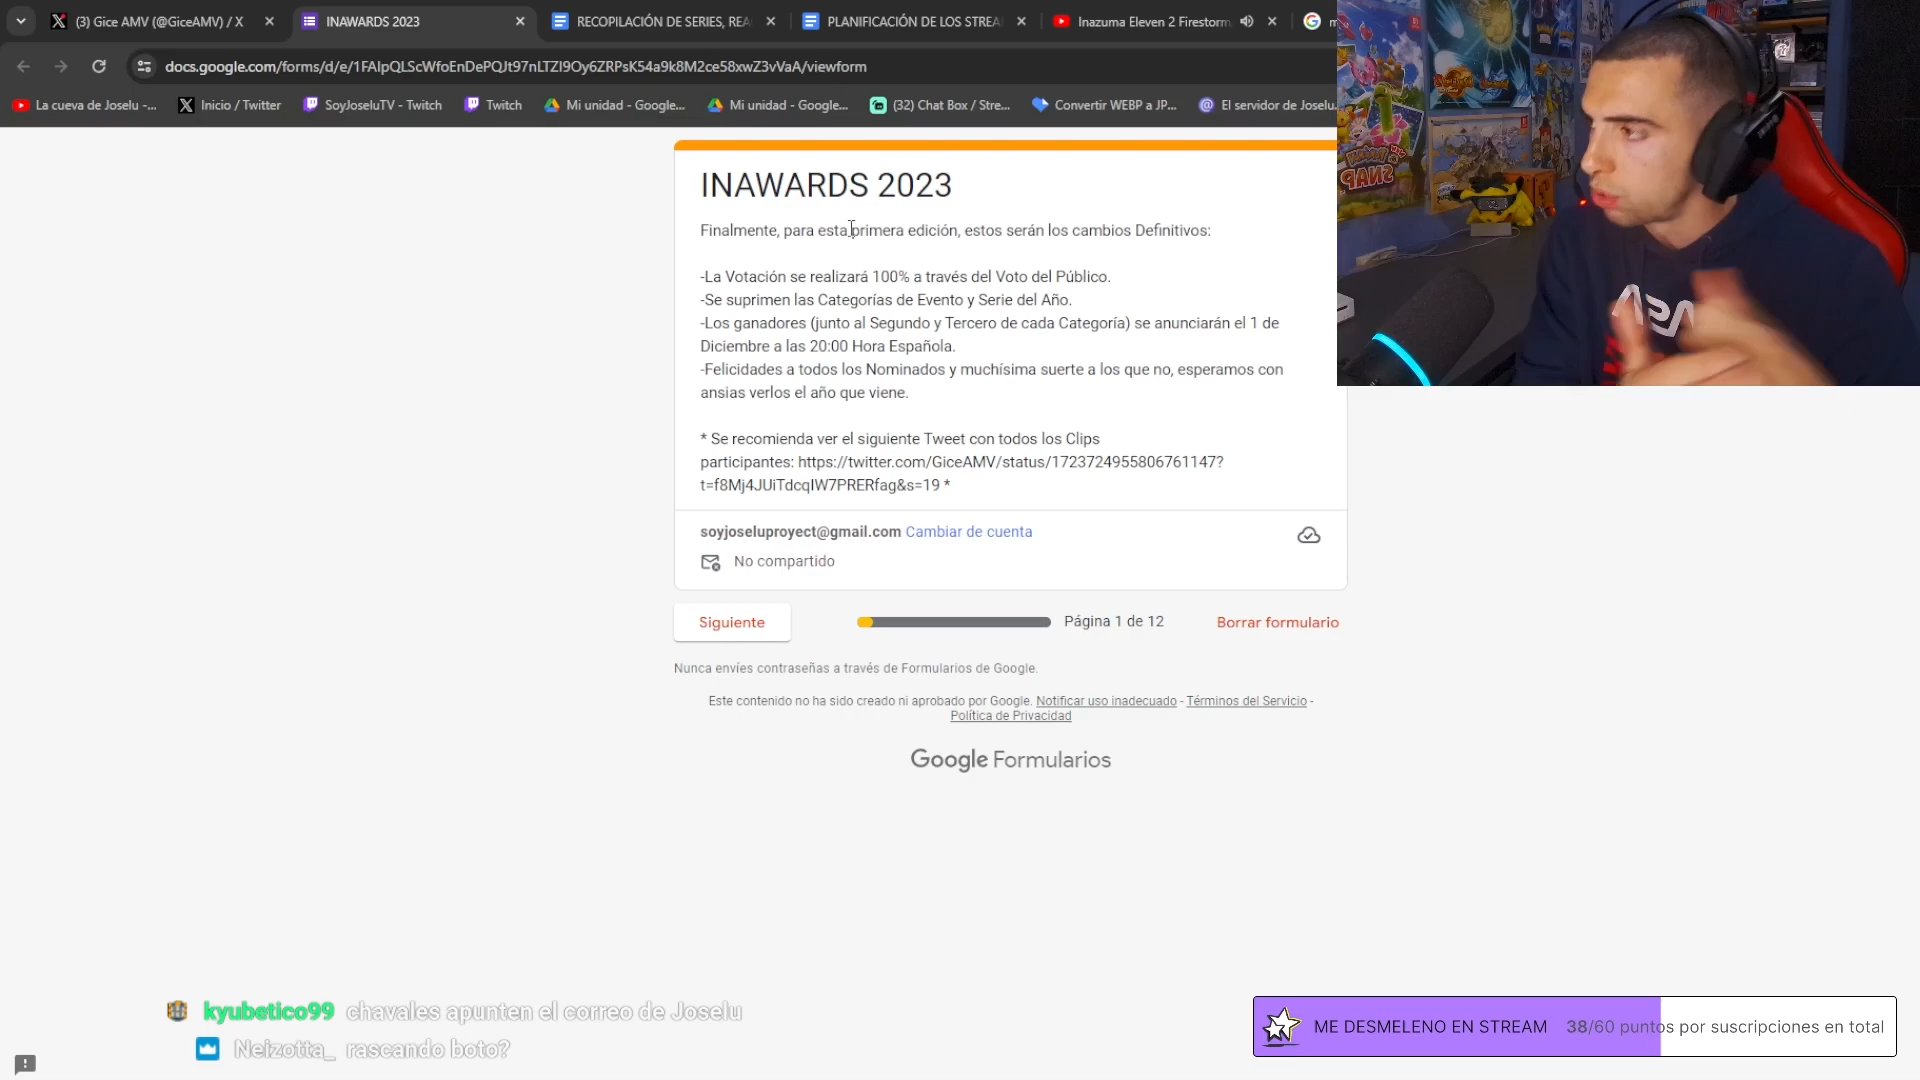 (3) Gice AMV (@GiceAMV) / X
INAWARDS 2023
RECOPILACIÓN DE SERIES, REA
PLANIFICACIÓN DE LOS STREA
Inazuma Eleven 2 Firestorm
docs.google.com/forms/d/e/1FAIpQLScWfoEnDePQJt97nLTZI9Oy6ZRPsK54a9k8M2ce58xwZ3vVaA/viewform
La cueva de Joselu -...
Inicio / Twitter
SoyJoseluTV - Twitch
Twitch
Mi unidad - Google...
Mi unidad - Google...
(32) Chat Box / Stre...
Convertir WEBP a JP...
El servidor de Joselu
SNAP
INAWARDS 2023
Finalmente, para esta primera edición, estos serán los cambios Definitivos:
-La Votación se realizará 100% a través del Voto del Público.
-Se suprimen las Categorías de Evento y Serie del Año.
-Los ganadores (junto al Segundo y Tercero de cada Categoría) se anunciarán el 1 de
Diciembre a las 20:00 Hora Española.
-Felicidades a todos los Nominados y muchísima suerte a los que no, esperamos con
ansias verlos el año que viene.
* Se recomienda ver el siguiente Tweet con todos los Clips
participantes: https://twitter.com/GiceAMV/status/1723724955806761147?
t=f8Mj4JUiTdcqIW7PRERfag&s=19 *
soyjoseluproyect@gmail.com Cambiar de cuenta
No compartido
Siguiente
Página 1 de 12
Borrar formulario
Nunca envíes contraseñas a través de Formularios de Google.
Este contenido no ha sido creado ni aprobado por Google. Notificar uso inadecuado - Términos del Servicio -
Política de Privacidad
Google Formularios
kyubetico99 chavales apunten el correo de Joselu
Neizotta_ rascando boto?
ME DESMELENO EN STREAM 38/60 puntos por suscripciones en total